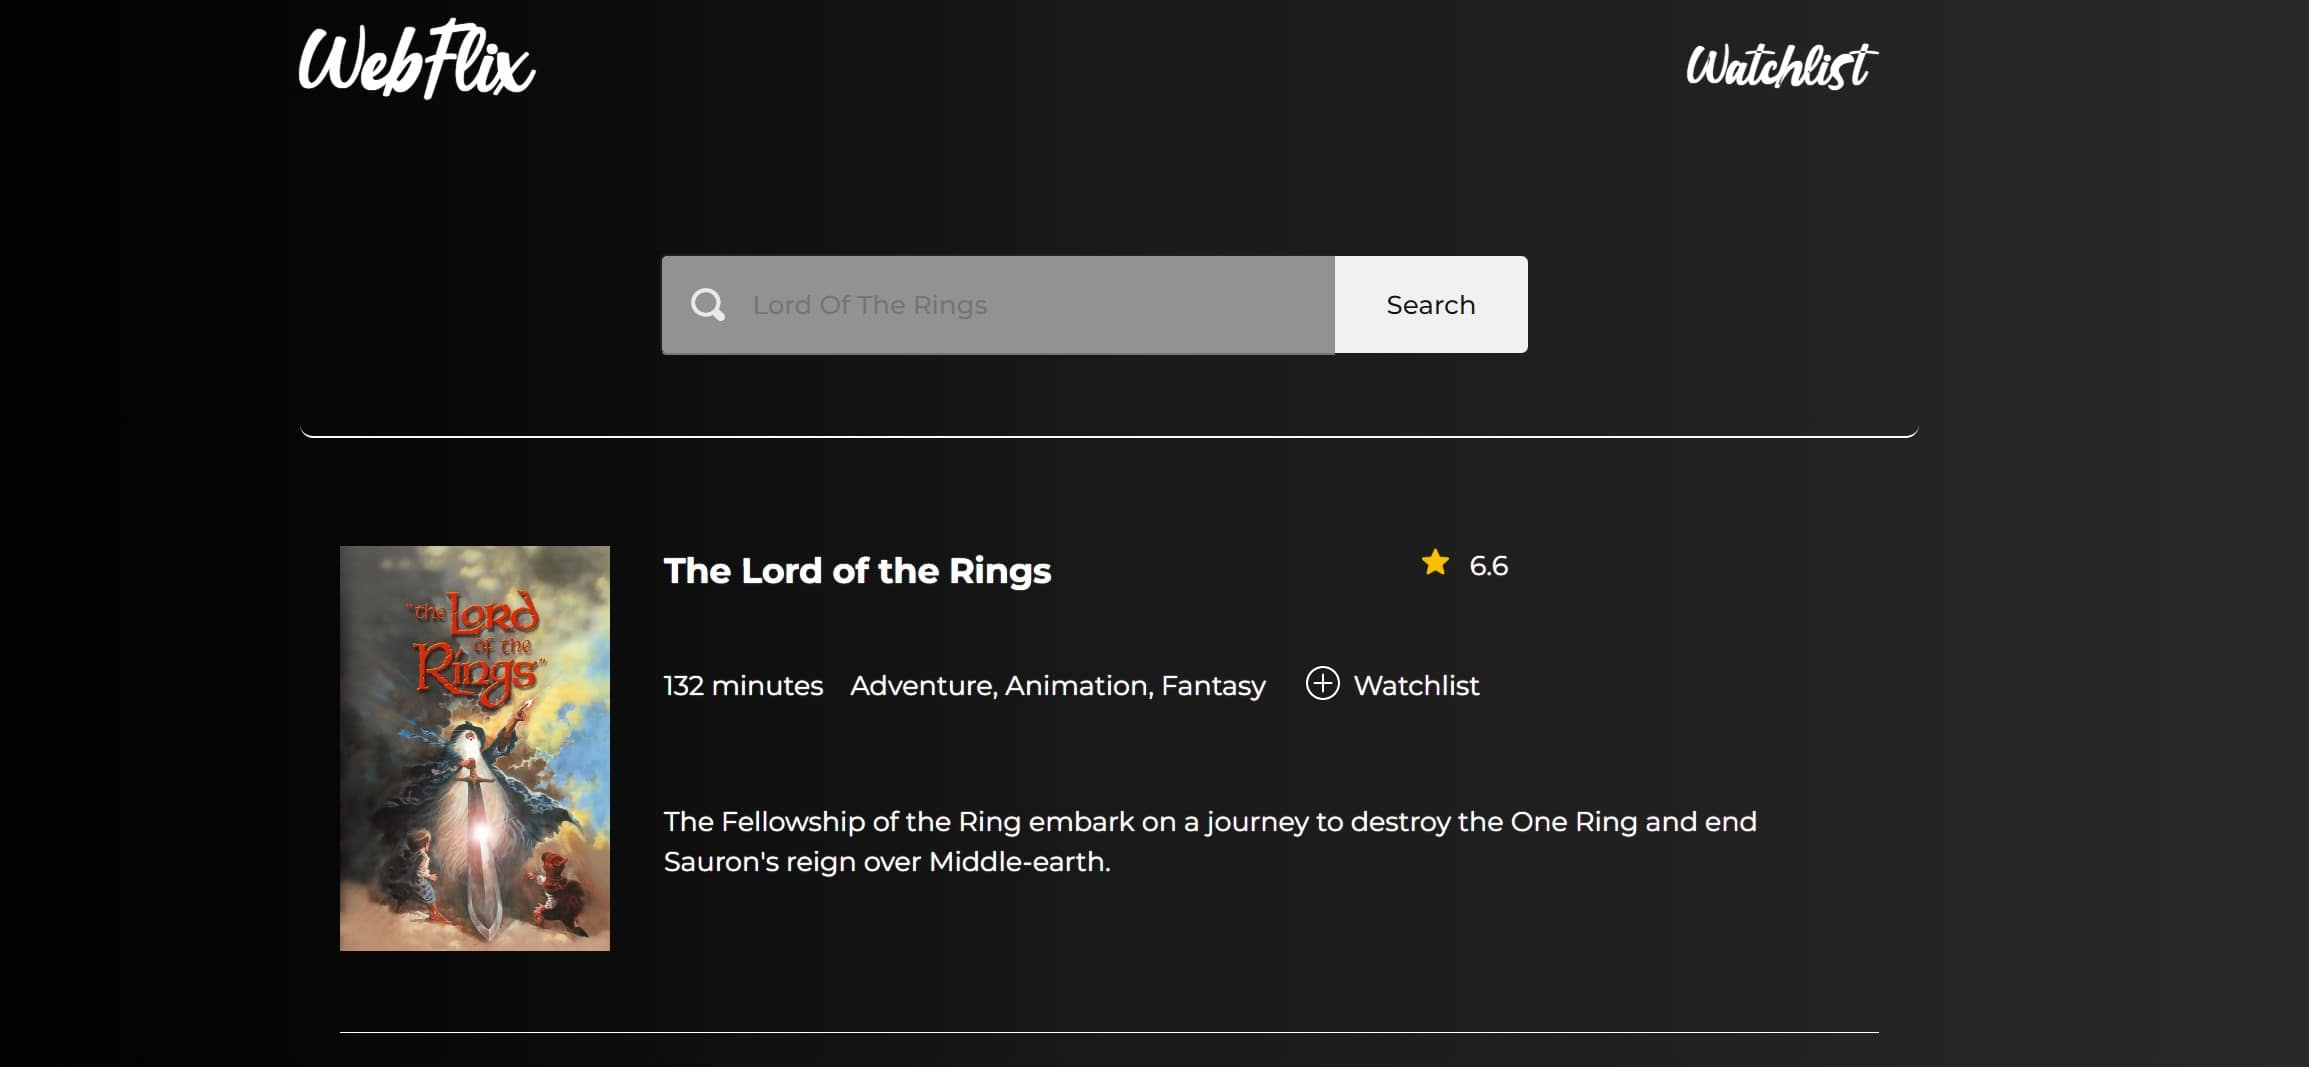 WebFlix
Watchlist
Lord Of The Rings
Search
"the Lord
of the
Rings"
The Lord of the Rings
6.6
132 minutes
Adventure, Animation, Fantasy
Watchlist
The Fellowship of the Ring embark on a journey to destroy the One Ring and end
Sauron's reign over Middle-earth.